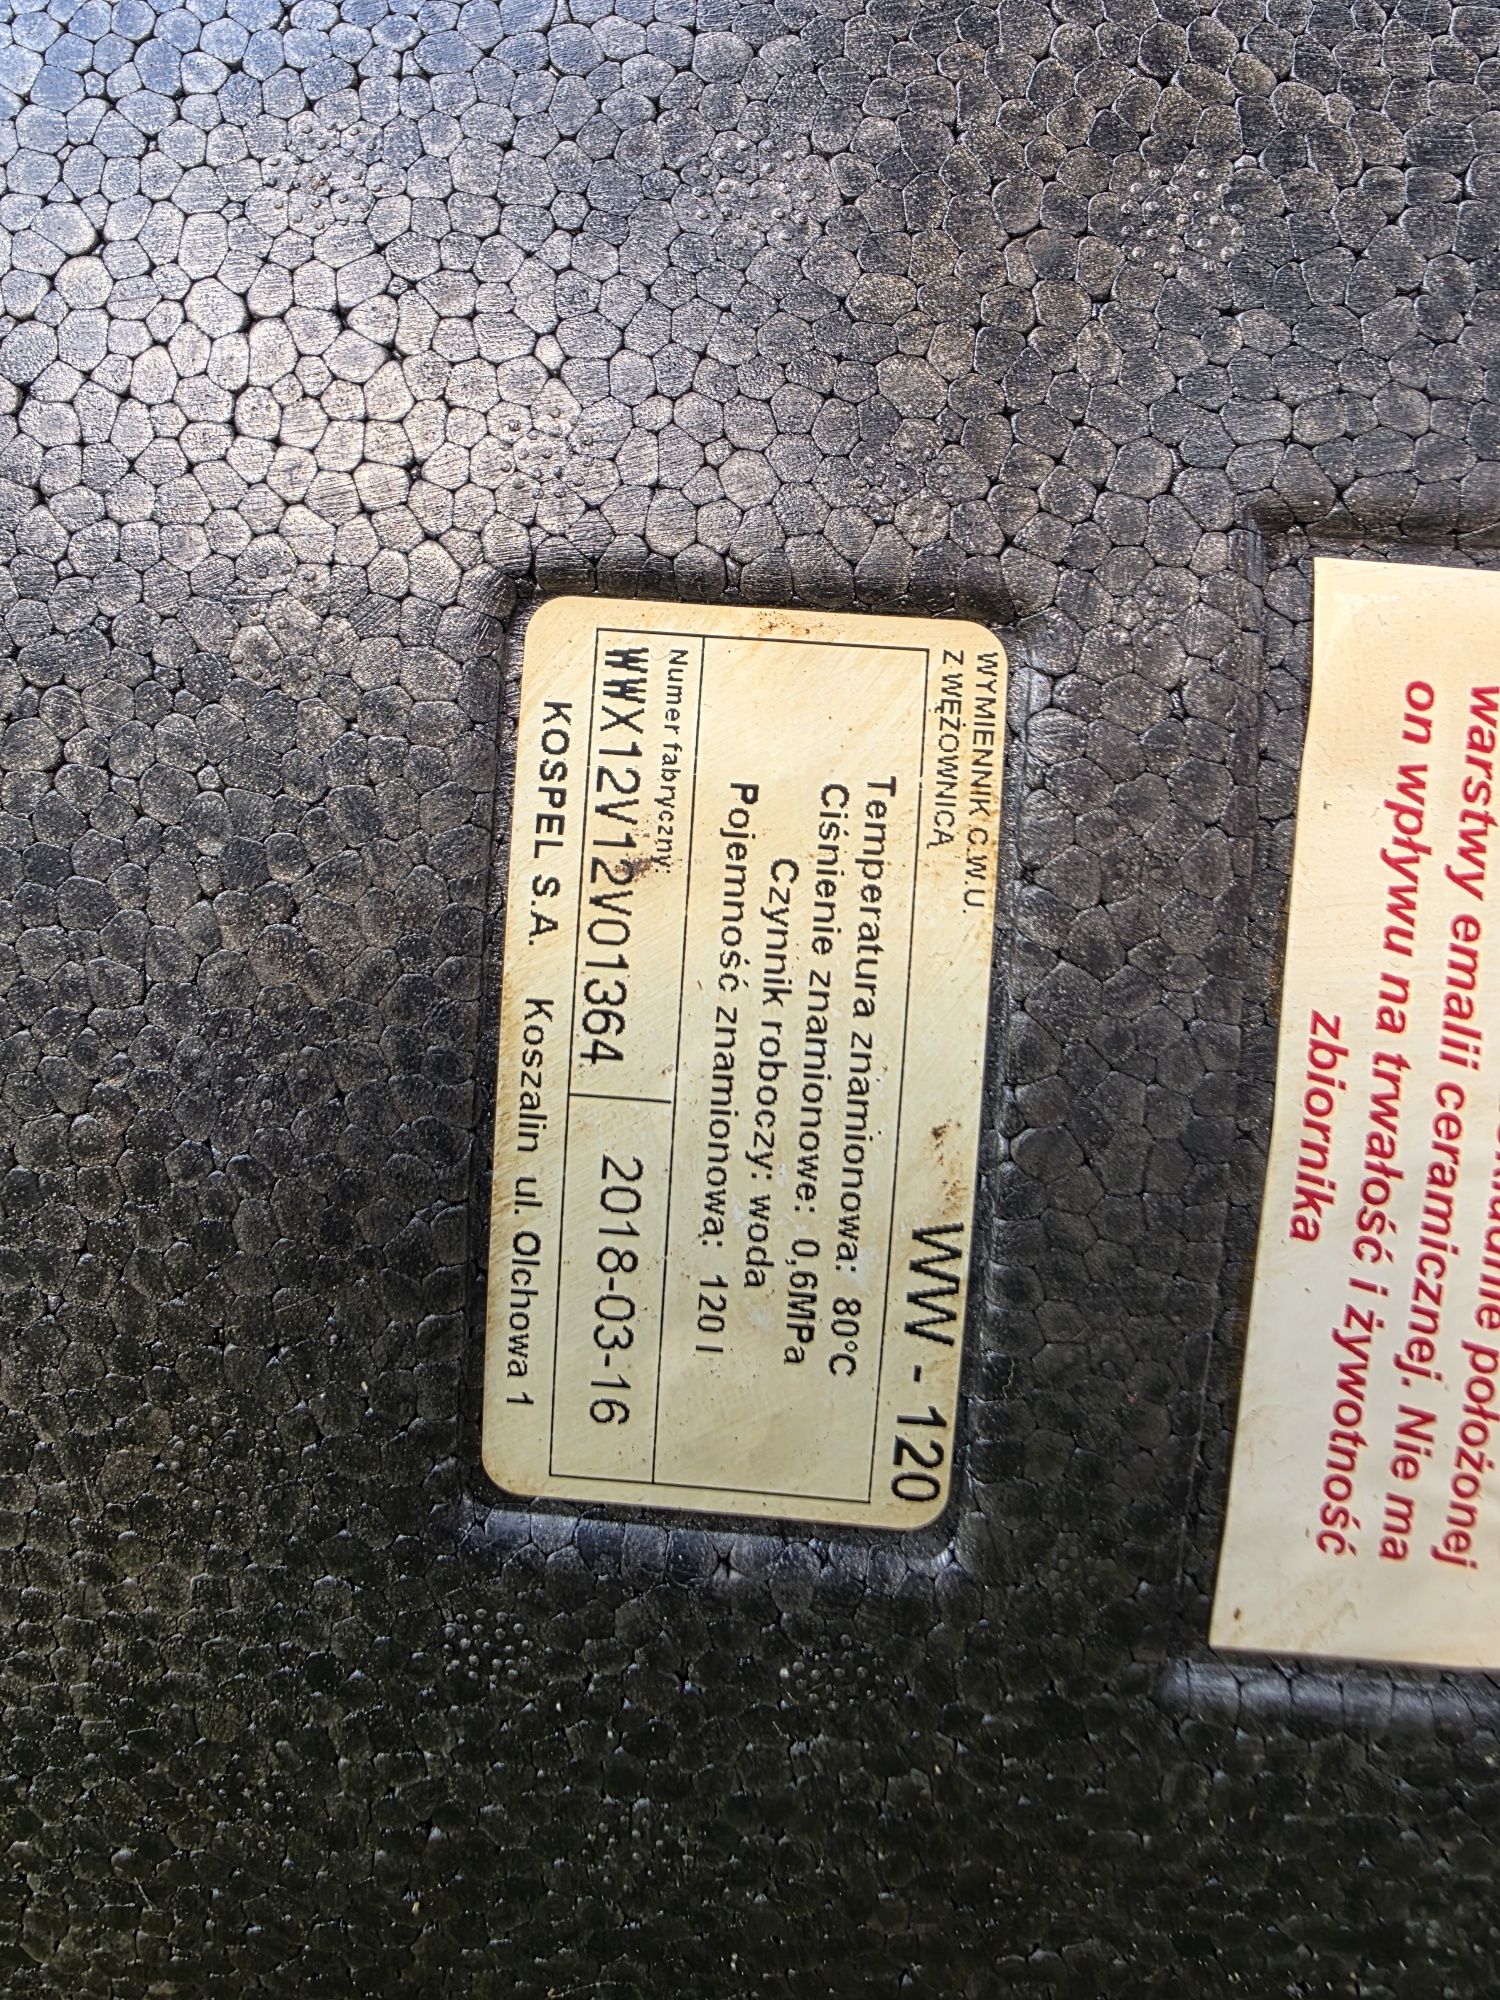 warstwy emalii ceramicznej. Nie ma
on wpływu na trwałość i żywotność
zbiornika
WYMIENNIK C.W.U.
Z WĘŻOWNICĄ
WW - 120
Temperatura znamionowa: 80°C
Ciśnienie znamionowe: 0,6MPa
Czynnik roboczy: woda
Pojemność znamionowa: 120 l
Numer fabryczny:
WWX12V12V01364 2018-03-16
KOSPEL S.A. Koszalin ul. Olchowa 1